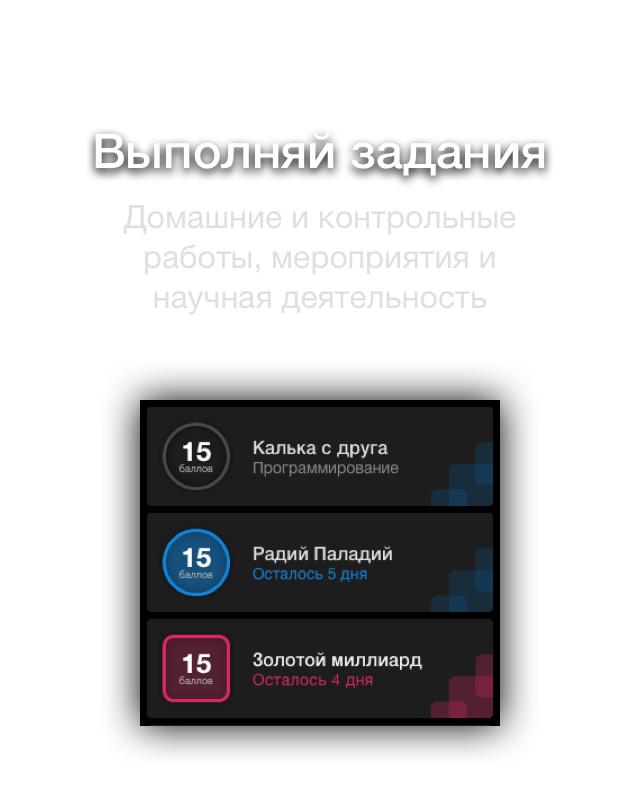 Выполняй задания
Домашние и контрольные
работы, мероприятия и
научная деятельность
15
баллов
Калька с друга
Программирование
15
баллов
Радий Паладий
Осталось 5 дня
15
баллов
Золотой миллиард
Осталось 4 дня